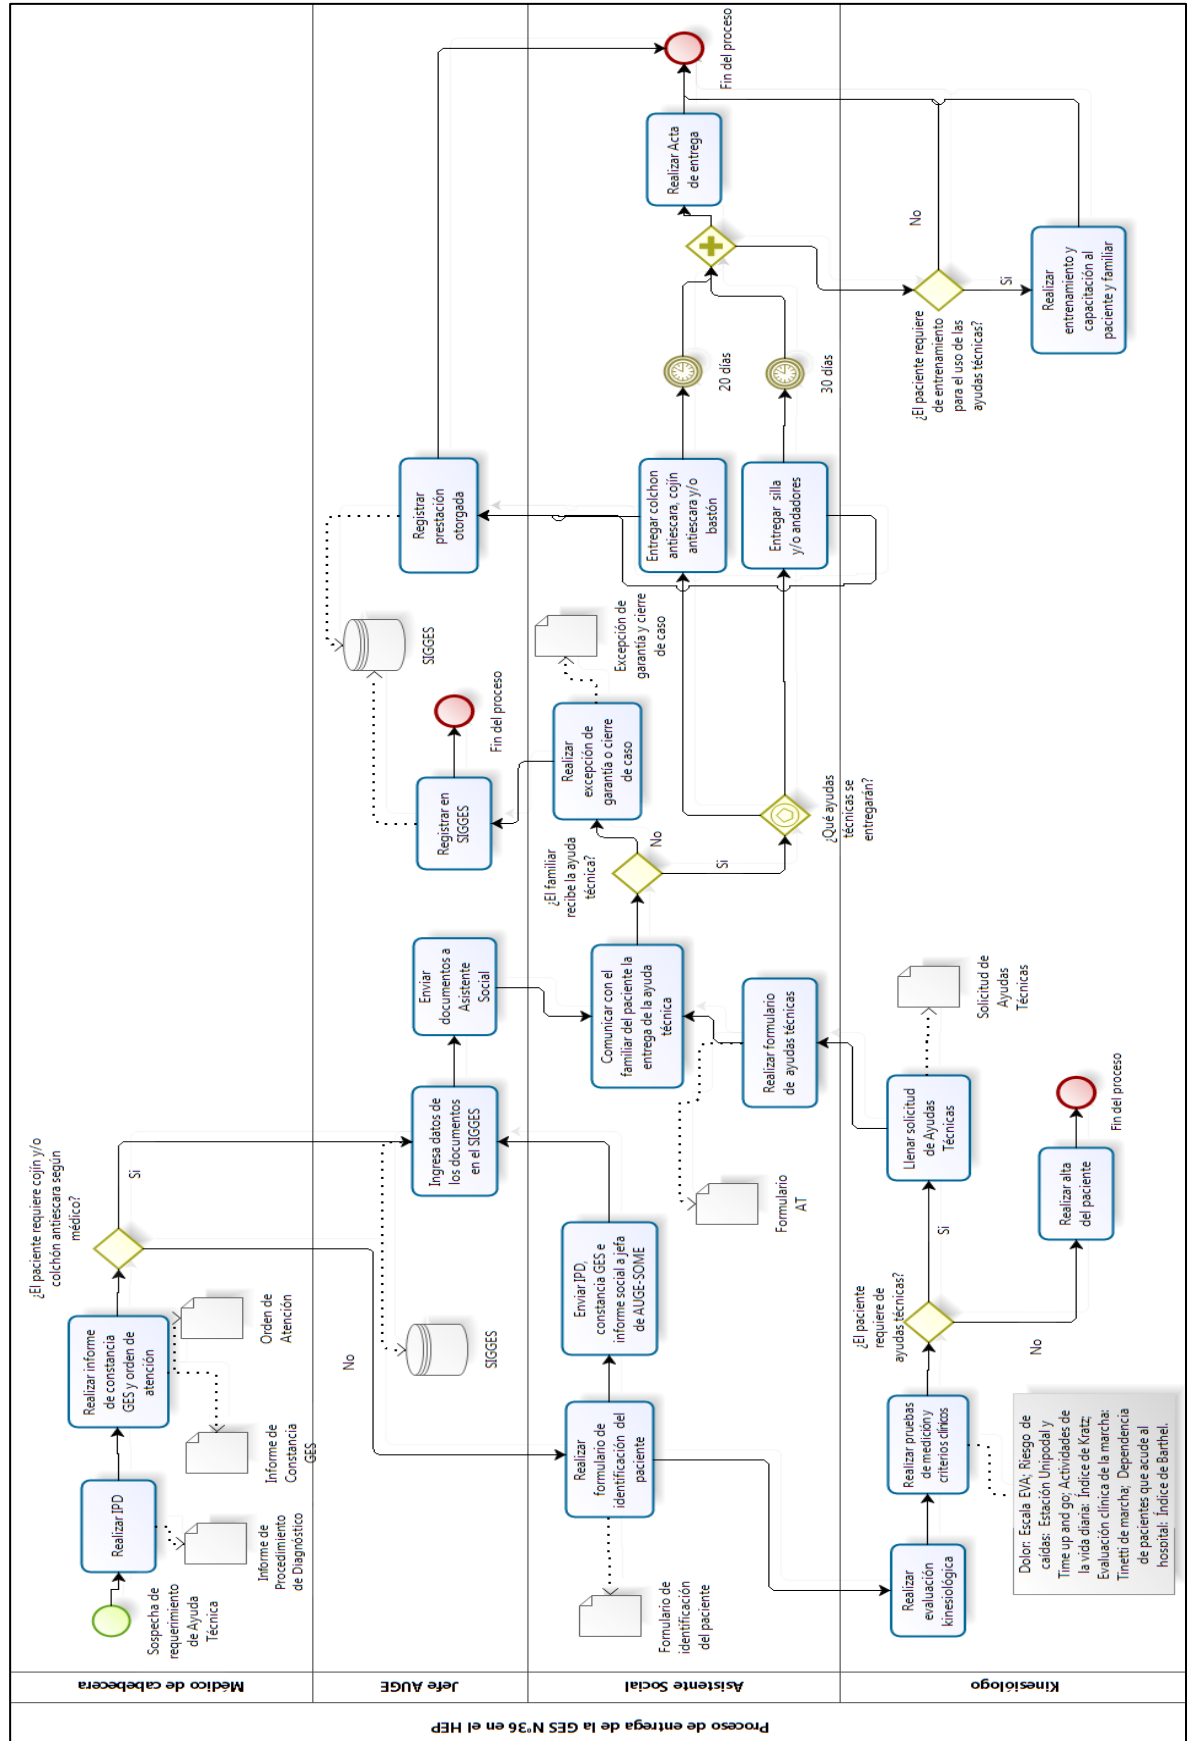 Proceso de entrega de la GES N°36 en el HEP
Médico de cabecera
Sospecha de
requerimiento
de Ayuda
Técnica
Realizar IPD
Informe de
Procedimiento
de Diagnóstico
Realizar informe
de constancia
GES y orden de
atención
Informe de
Constancia
GES
Orden de
Atención
¿El paciente requiere cojín y/o
colchón antiescara según
médico?
Si
No
Jefe AUGE
SIGGES
Ingresa datos de
los documentos
en el SIGGES
Enviar
documentos a
Asistente
Social
Registrar en
SIGGES
Fin del proceso
SIGGES
Registrar
prestación
otorgada
Asistente Social
Formulario de
identificación
del paciente
Realizar
formulario de
identificación del
paciente
Enviar IPD,
constancia GES e
informe social a jefa
de AUGE-SOME
Formulario
AT
Realizar formulario
de ayudas técnicas
Comunicar con el
familiar del paciente la
entrega de la ayuda
técnica
¿El familiar
recibe la ayuda
técnica?
No
Si
Realizar
excepción de
garantía o cierre
de caso
Excepción de
garantía y cierre
de caso
¿Qué ayudas
técnicas se
entregarán?
Entregar colchon
antiescara, cojín
antiescara y/o
bastón
Entregar silla
y/o andadores
20 días
30 días
Realizar Acta
de entrega
Fin del proceso
Kinesiólogo
Realizar
evaluación
kinesiológica
Realizar pruebas
de medición y
criterios clínicos
Dolor: Escala EVA; Riesgo de
caídas: Estación Unipodal y
Time up and go; Actividades de
la vida diaria: Índice de Kratz;
Evaluación clínica de la marcha:
Tinetti de marcha; Dependencia
de pacientes que acude al
hospital: Índice de Barthel.
¿El paciente
requiere de
ayudas técnicas?
Si
No
Llenar solicitud
de Ayudas
Técnicas
Solicitud de
Ayudas
Técnicas
Realizar alta
del paciente
Fin del proceso
¿El paciente requiere
de entrenamiento
para el uso de las
ayudas técnicas?
No
Si
Realizar
entrenamiento y
capacitación al
paciente y familiar